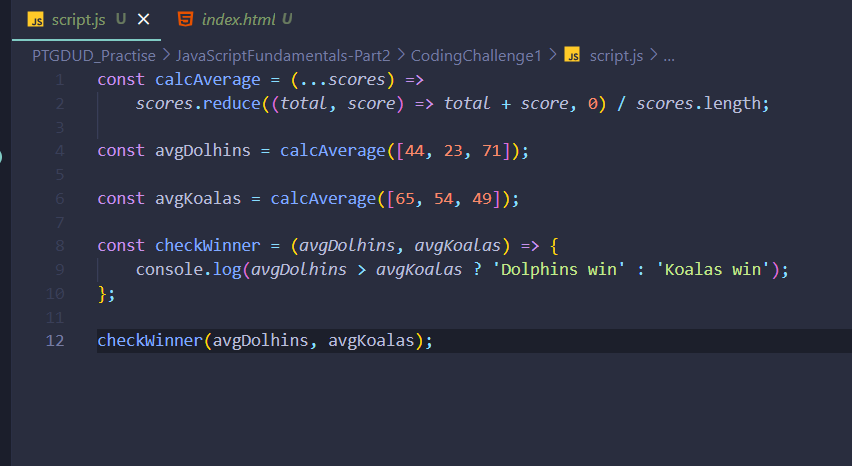 JS script.js U ×
5 index.html U
PTGDUD_Practise > JavaScriptFundamentals-Part2 > CodingChallenge1 > JS script.js > ...
1 const calcAverage = (...scores) =>
2     scores.reduce((total, score) => total + score, 0) / scores.length;
3
4 const avgDolhins = calcAverage([44, 23, 71]);
5
6 const avgKoalas = calcAverage([65, 54, 49]);
7
8 const checkWinner = (avgDolhins, avgKoalas) => {
9     console.log(avgDolhins > avgKoalas ? 'Dolphins win' : 'Koalas win');
10 };
11
12 checkWinner(avgDolhins, avgKoalas);